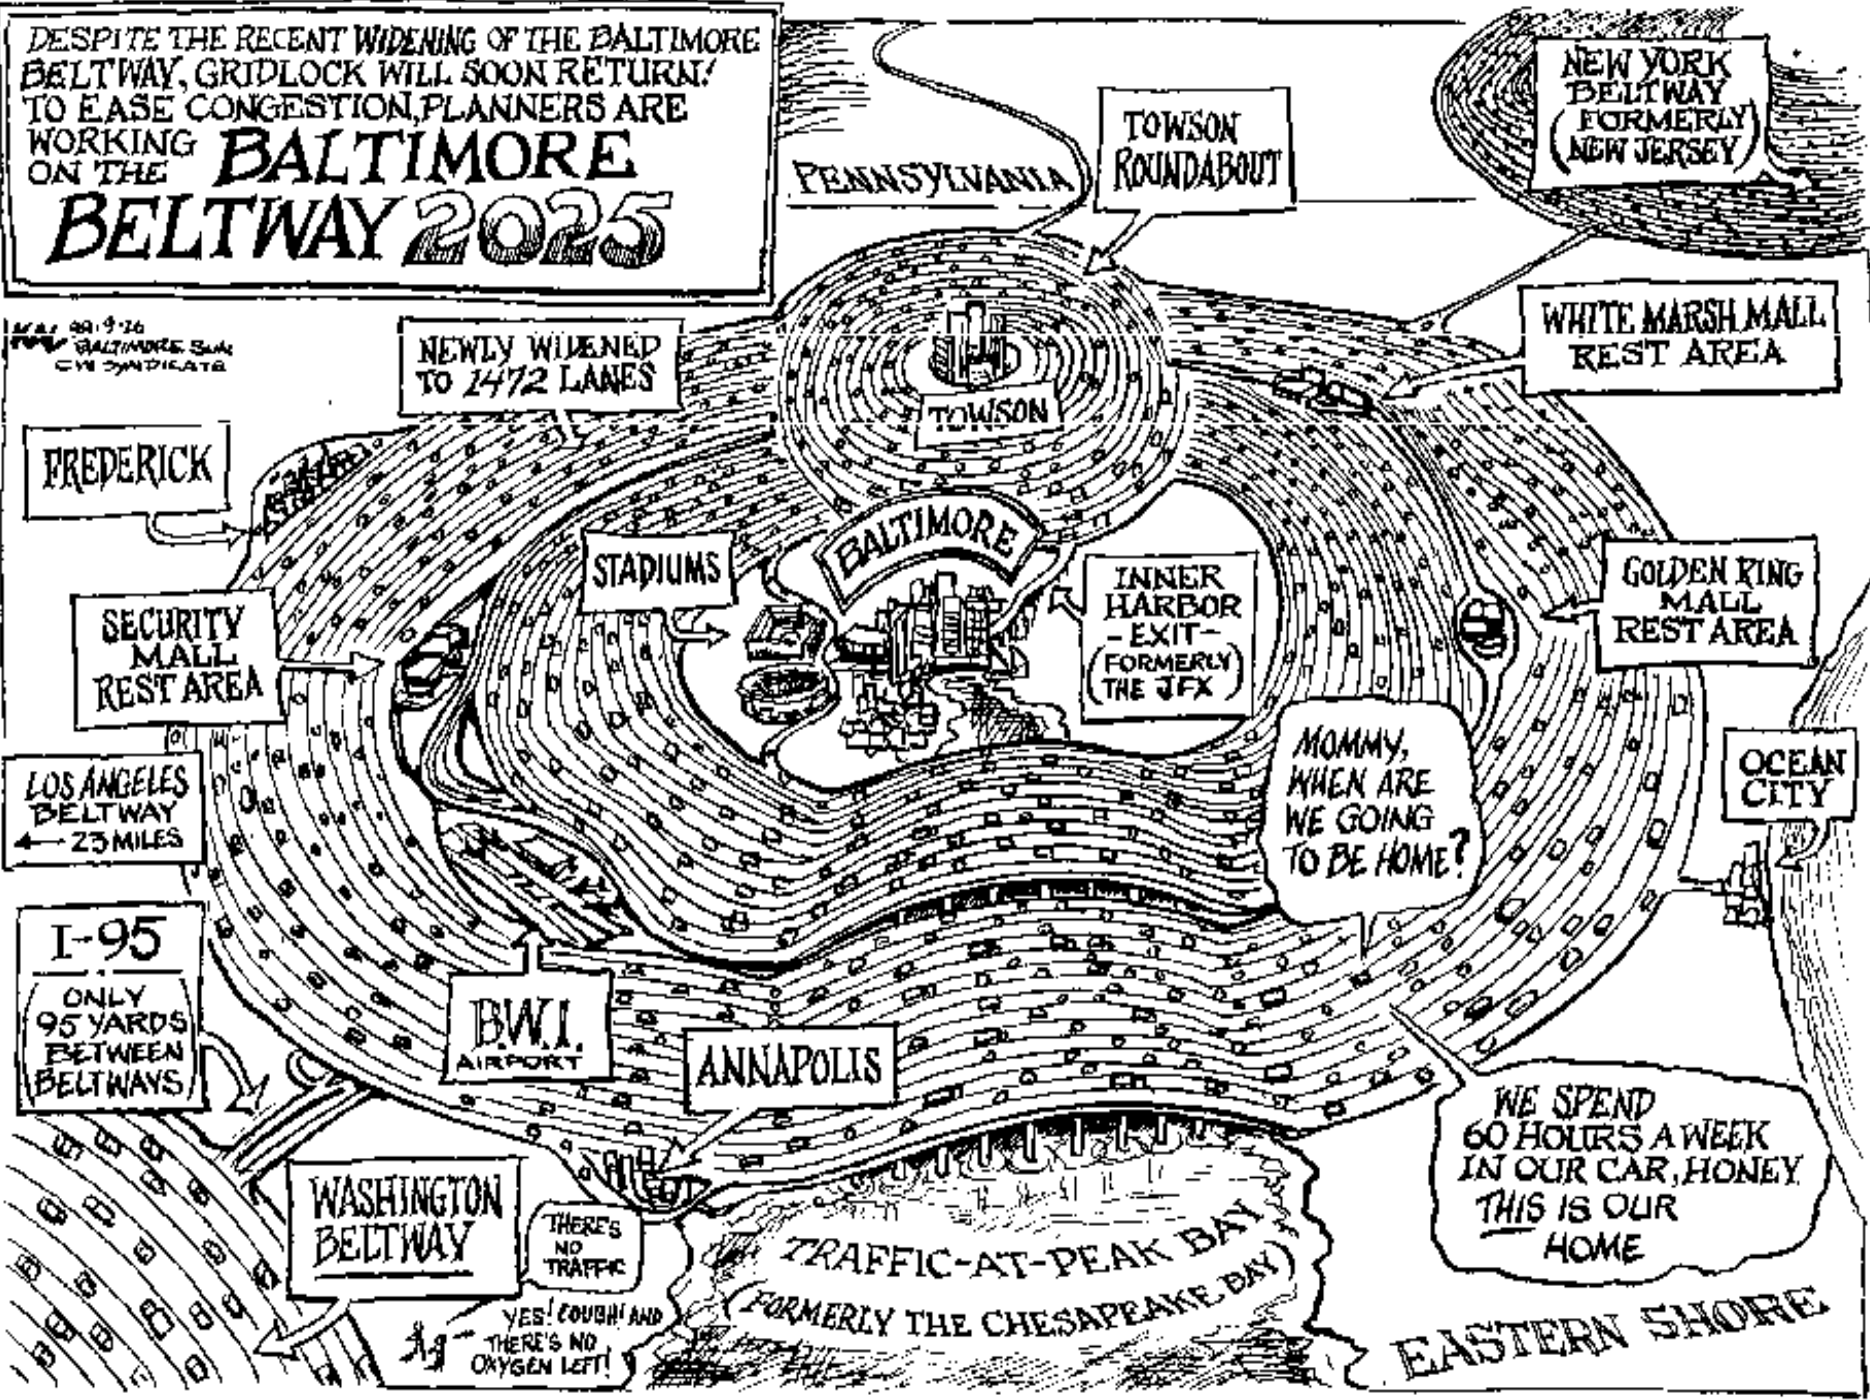 DESPITE THE RECENT WIDENING OF THE BALTIMORE
BELTWAY, GRIDLOCK WILL SOON RETURN!
TO EASE CONGESTION, PLANNERS ARE
WORKING
ON THE
BALTIMORE
BELTWAY 2025
BALTIMORE SUN
CW SYNDICATE
PENNSYLVANIA
TOWSON
ROUNDABOUT
NEW YORK
BELTWAY
(FORMERLY
NEW JERSEY)
NEWLY WIDENED
TO 1472 LANES
TOWSON
WHITE MARSH MALL
REST AREA
FREDERICK
STADIUMS
BALTIMORE
INNER
HARBOR
-EXIT-
(FORMERLY
THE JFX)
GOLDEN RING
MALL
REST AREA
SECURITY
MALL
REST AREA
LOS ANGELES
BELTWAY
← 23 MILES
MOMMY,
WHEN ARE
WE GOING
TO BE HOME?
OCEAN
CITY
I-95
(ONLY
95 YARDS
BETWEEN
BELTWAYS)
B.W.I.
AIRPORT
ANNAPOLIS
WE SPEND
60 HOURS A WEEK
IN OUR CAR, HONEY
THIS IS OUR
HOME
WASHINGTON
BELTWAY
THERE'S
NO
TRAFFIC
YES! COUGH! AND
THERE'S NO
OXYGEN LEFT!
TRAFFIC-AT-PEAK BAY
(FORMERLY THE CHESAPEAKE BAY)
EASTERN SHORE